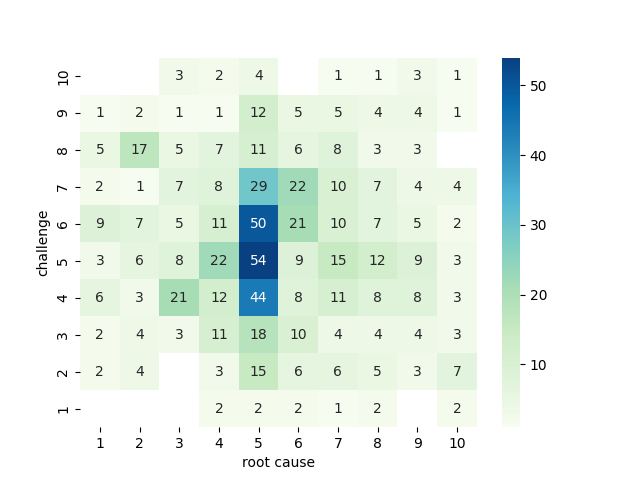 10 3 2 4 1 1 3 1
9 1 2 1 1 12 5 5 4 4 1
8 5 17 5 7 11 6 8 3 3
7 2 1 7 8 29 22 10 7 4 4
6 9 7 5 11 50 21 10 7 5 2
5 3 6 8 22 54 9 15 12 9 3
4 6 3 21 12 44 8 11 8 8 3
3 2 4 3 11 18 10 4 4 4 3
2 2 4 3 15 6 6 5 3 7
1 2 2 2 1 2 2
1 2 3 4 5 6 7 8 9 10
root cause
challenge
50
40
30
20
10